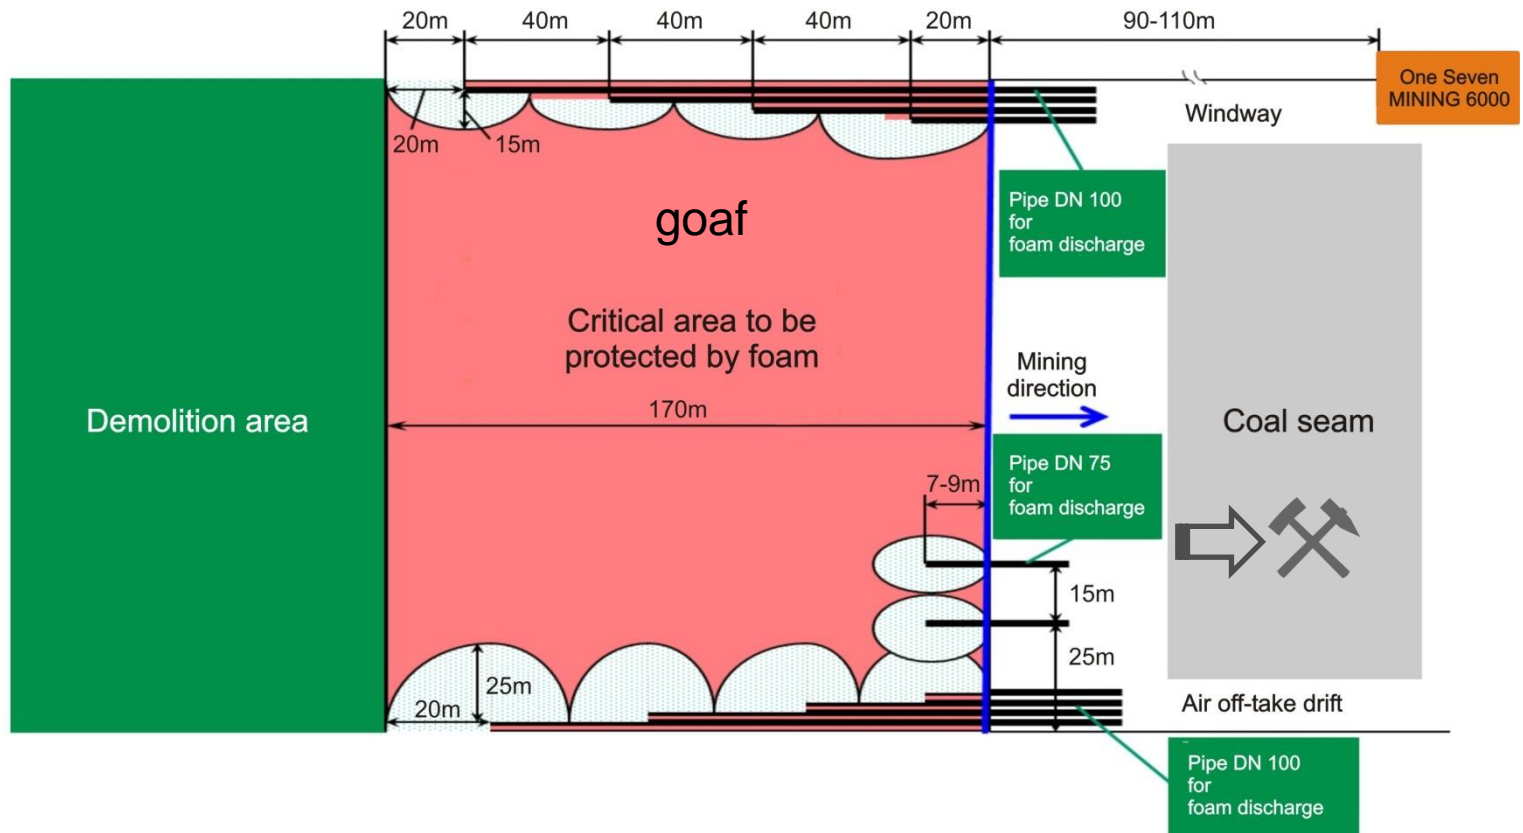 20m
40m
40m
40m
20m
90-110m
One Seven
MINING 6000
Windway
20m
15m
Pipe DN 100
for
foam discharge
goaf
Critical area to be
protected by foam
Mining
direction
170m
Demolition area
Coal seam
Pipe DN 75
for
foam discharge
7-9m
15m
25m
25m
20m
Air off-take drift
Pipe DN 100
for
foam discharge